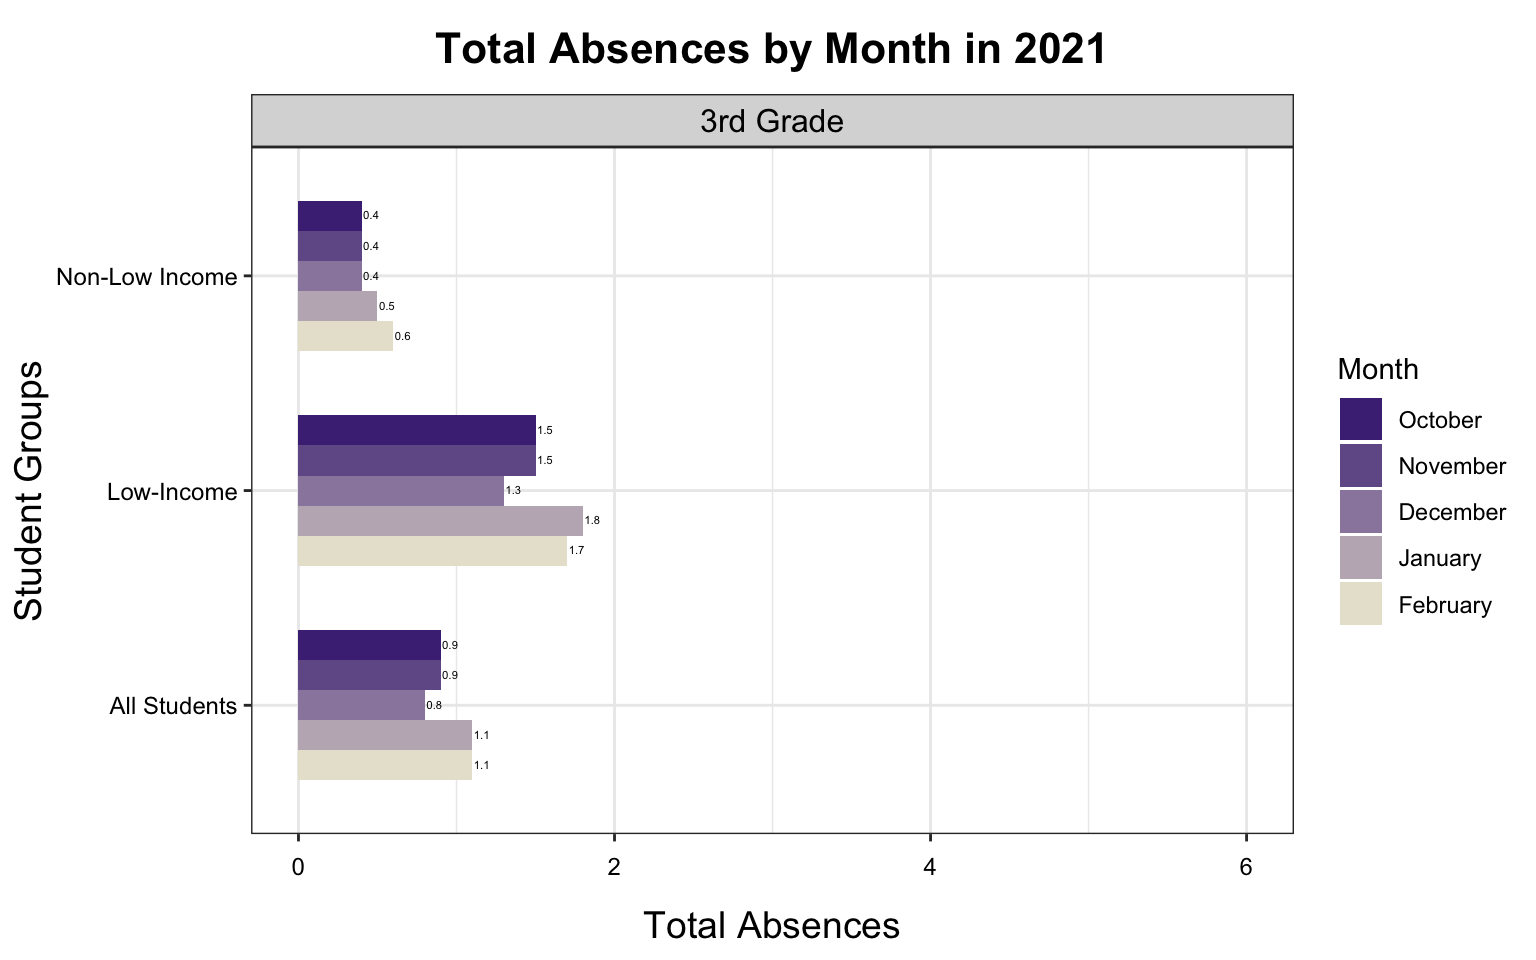 Total Absences by Month in 2021
3rd Grade
Student Groups
Non-Low Income
0.4
0.4
0.4
0.5
0.6
Low-Income
1.5
1.5
1.3
1.8
1.7
All Students
0.9
0.9
0.8
1.1
1.1
0 2 4 6
Total Absences
Month
October
November
December
January
February